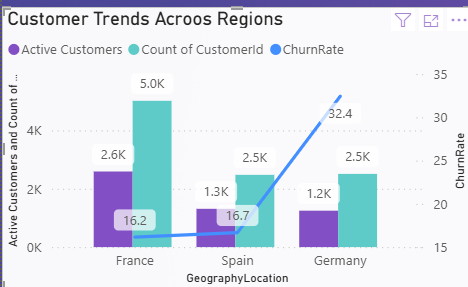 Customer Trends Acroos Regions
Active Customers Count of CustomerId ChurnRate
Active Customers and Count of ...
4K
2K
0K
2.6K
5.0K
1.3K
2.5K
1.2K
2.5K
16.2
16.7
32.4
35
30
25
20
15
ChurnRate
France Spain Germany
GeographyLocation